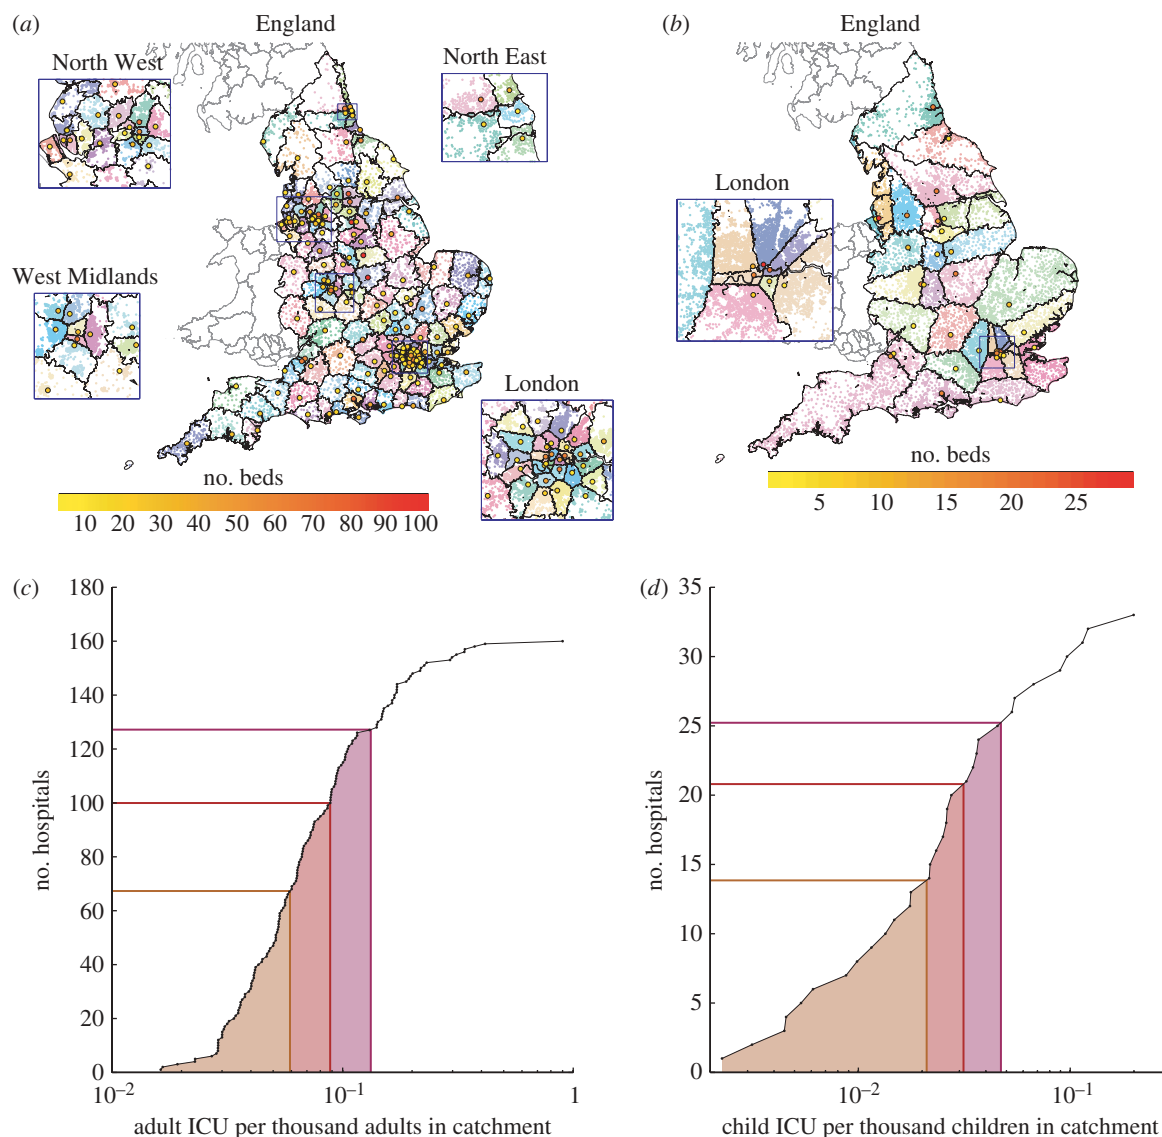 (a)
England
North West
North East
West Midlands
London
no. beds
10 20 30 40 50 60 70 80 90 100
(b)
England
London
no. beds
5 10 15 20 25
(c)
180
160
140
120
100
80
60
40
20
0
no. hospitals
10⁻² 10⁻¹ 1
adult ICU per thousand adults in catchment
(d)
35
30
25
20
15
10
5
0
no. hospitals
10⁻² 10⁻¹
child ICU per thousand children in catchment